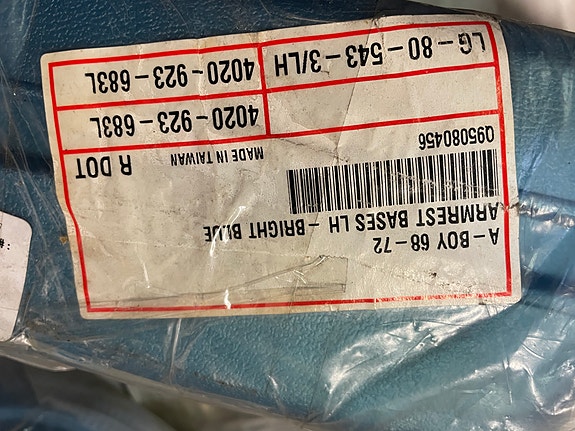 A-BOY 68-72
ARMREST BASES LH - BRIGHT BLUE
Q95080456
MADE IN TAIWAN
R DOT
4020-923-683L
LG-80-543-3/LH
4020-923-683L
#: